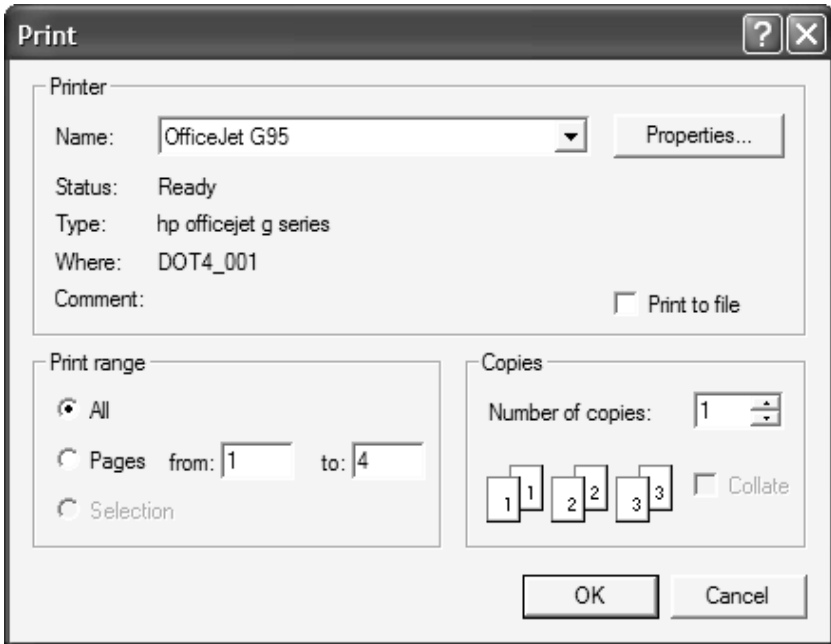 Print
Printer
Name: OfficeJet G95 Properties...
Status: Ready
Type: hp officejet g series
Where: DOT4_001
Comment: Print to file
Print range
All
Pages from: 1 to: 4
Selection
Copies
Number of copies: 1
1 1 2 2 3 3 Collate
OK Cancel